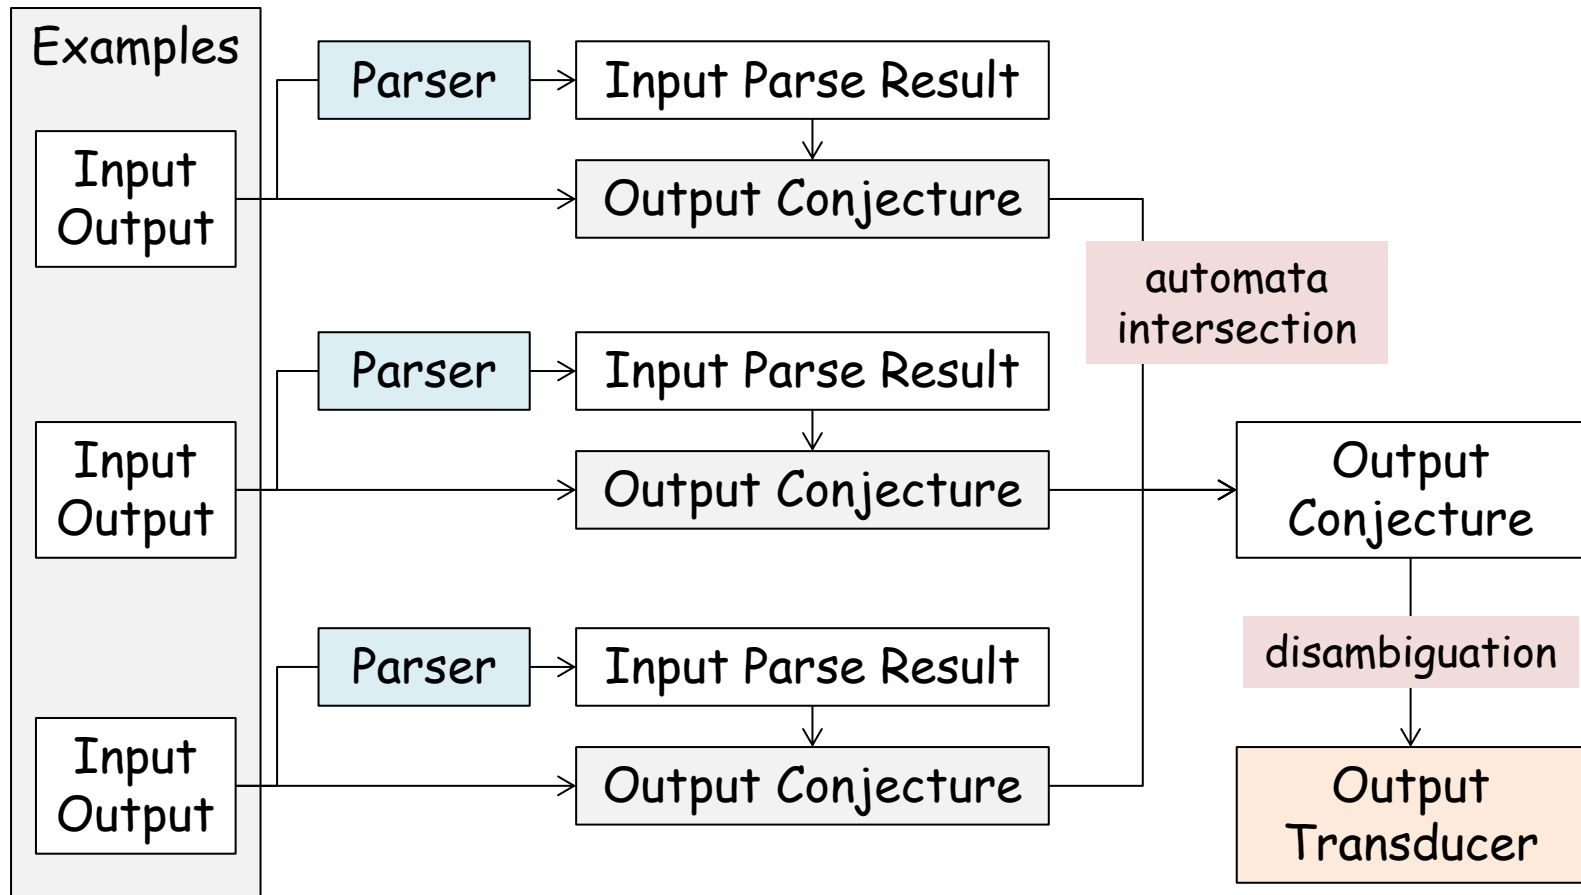 Examples
Parser
Input Parse Result
Input
Output
Output Conjecture
automata
intersection
Parser
Input Parse Result
Input
Output
Output Conjecture
Output
Conjecture
Parser
Input Parse Result
disambiguation
Input
Output
Output Conjecture
Output
Transducer